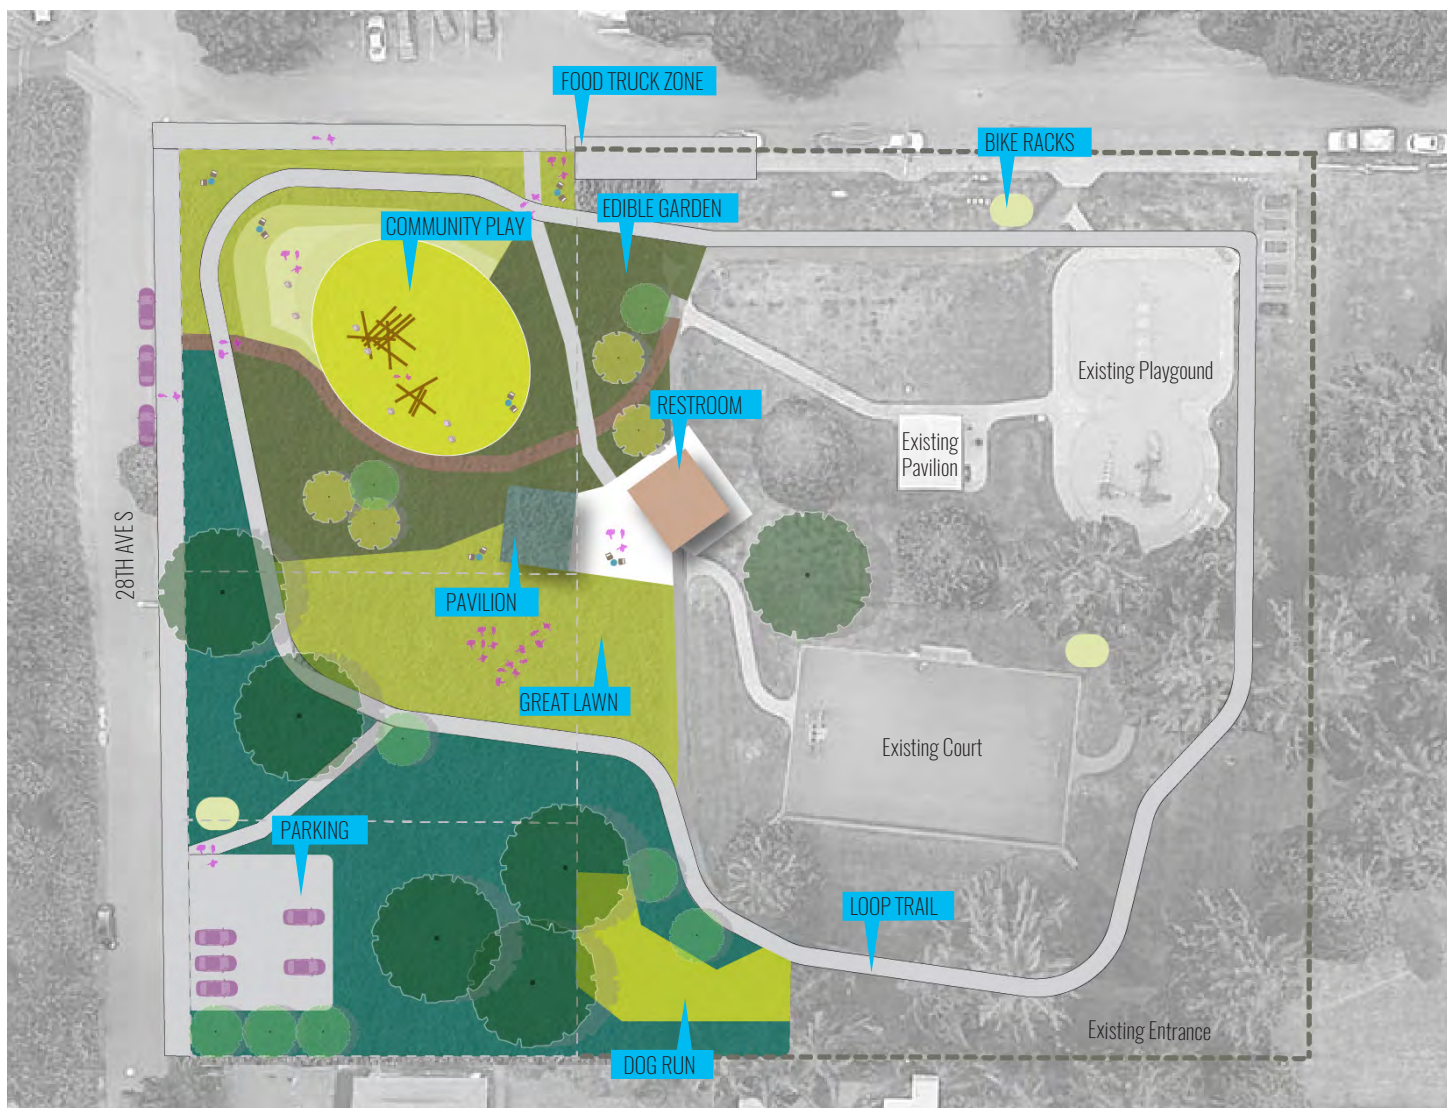 FOOD TRUCK ZONE
BIKE RACKS
EDIBLE GARDEN
COMMUNITY PLAY
Existing Playgound
RESTROOM
Existing
Pavilion
28TH AVE S
PAVILION
GREAT LAWN
Existing Court
PARKING
LOOP TRAIL
Existing Entrance
DOG RUN